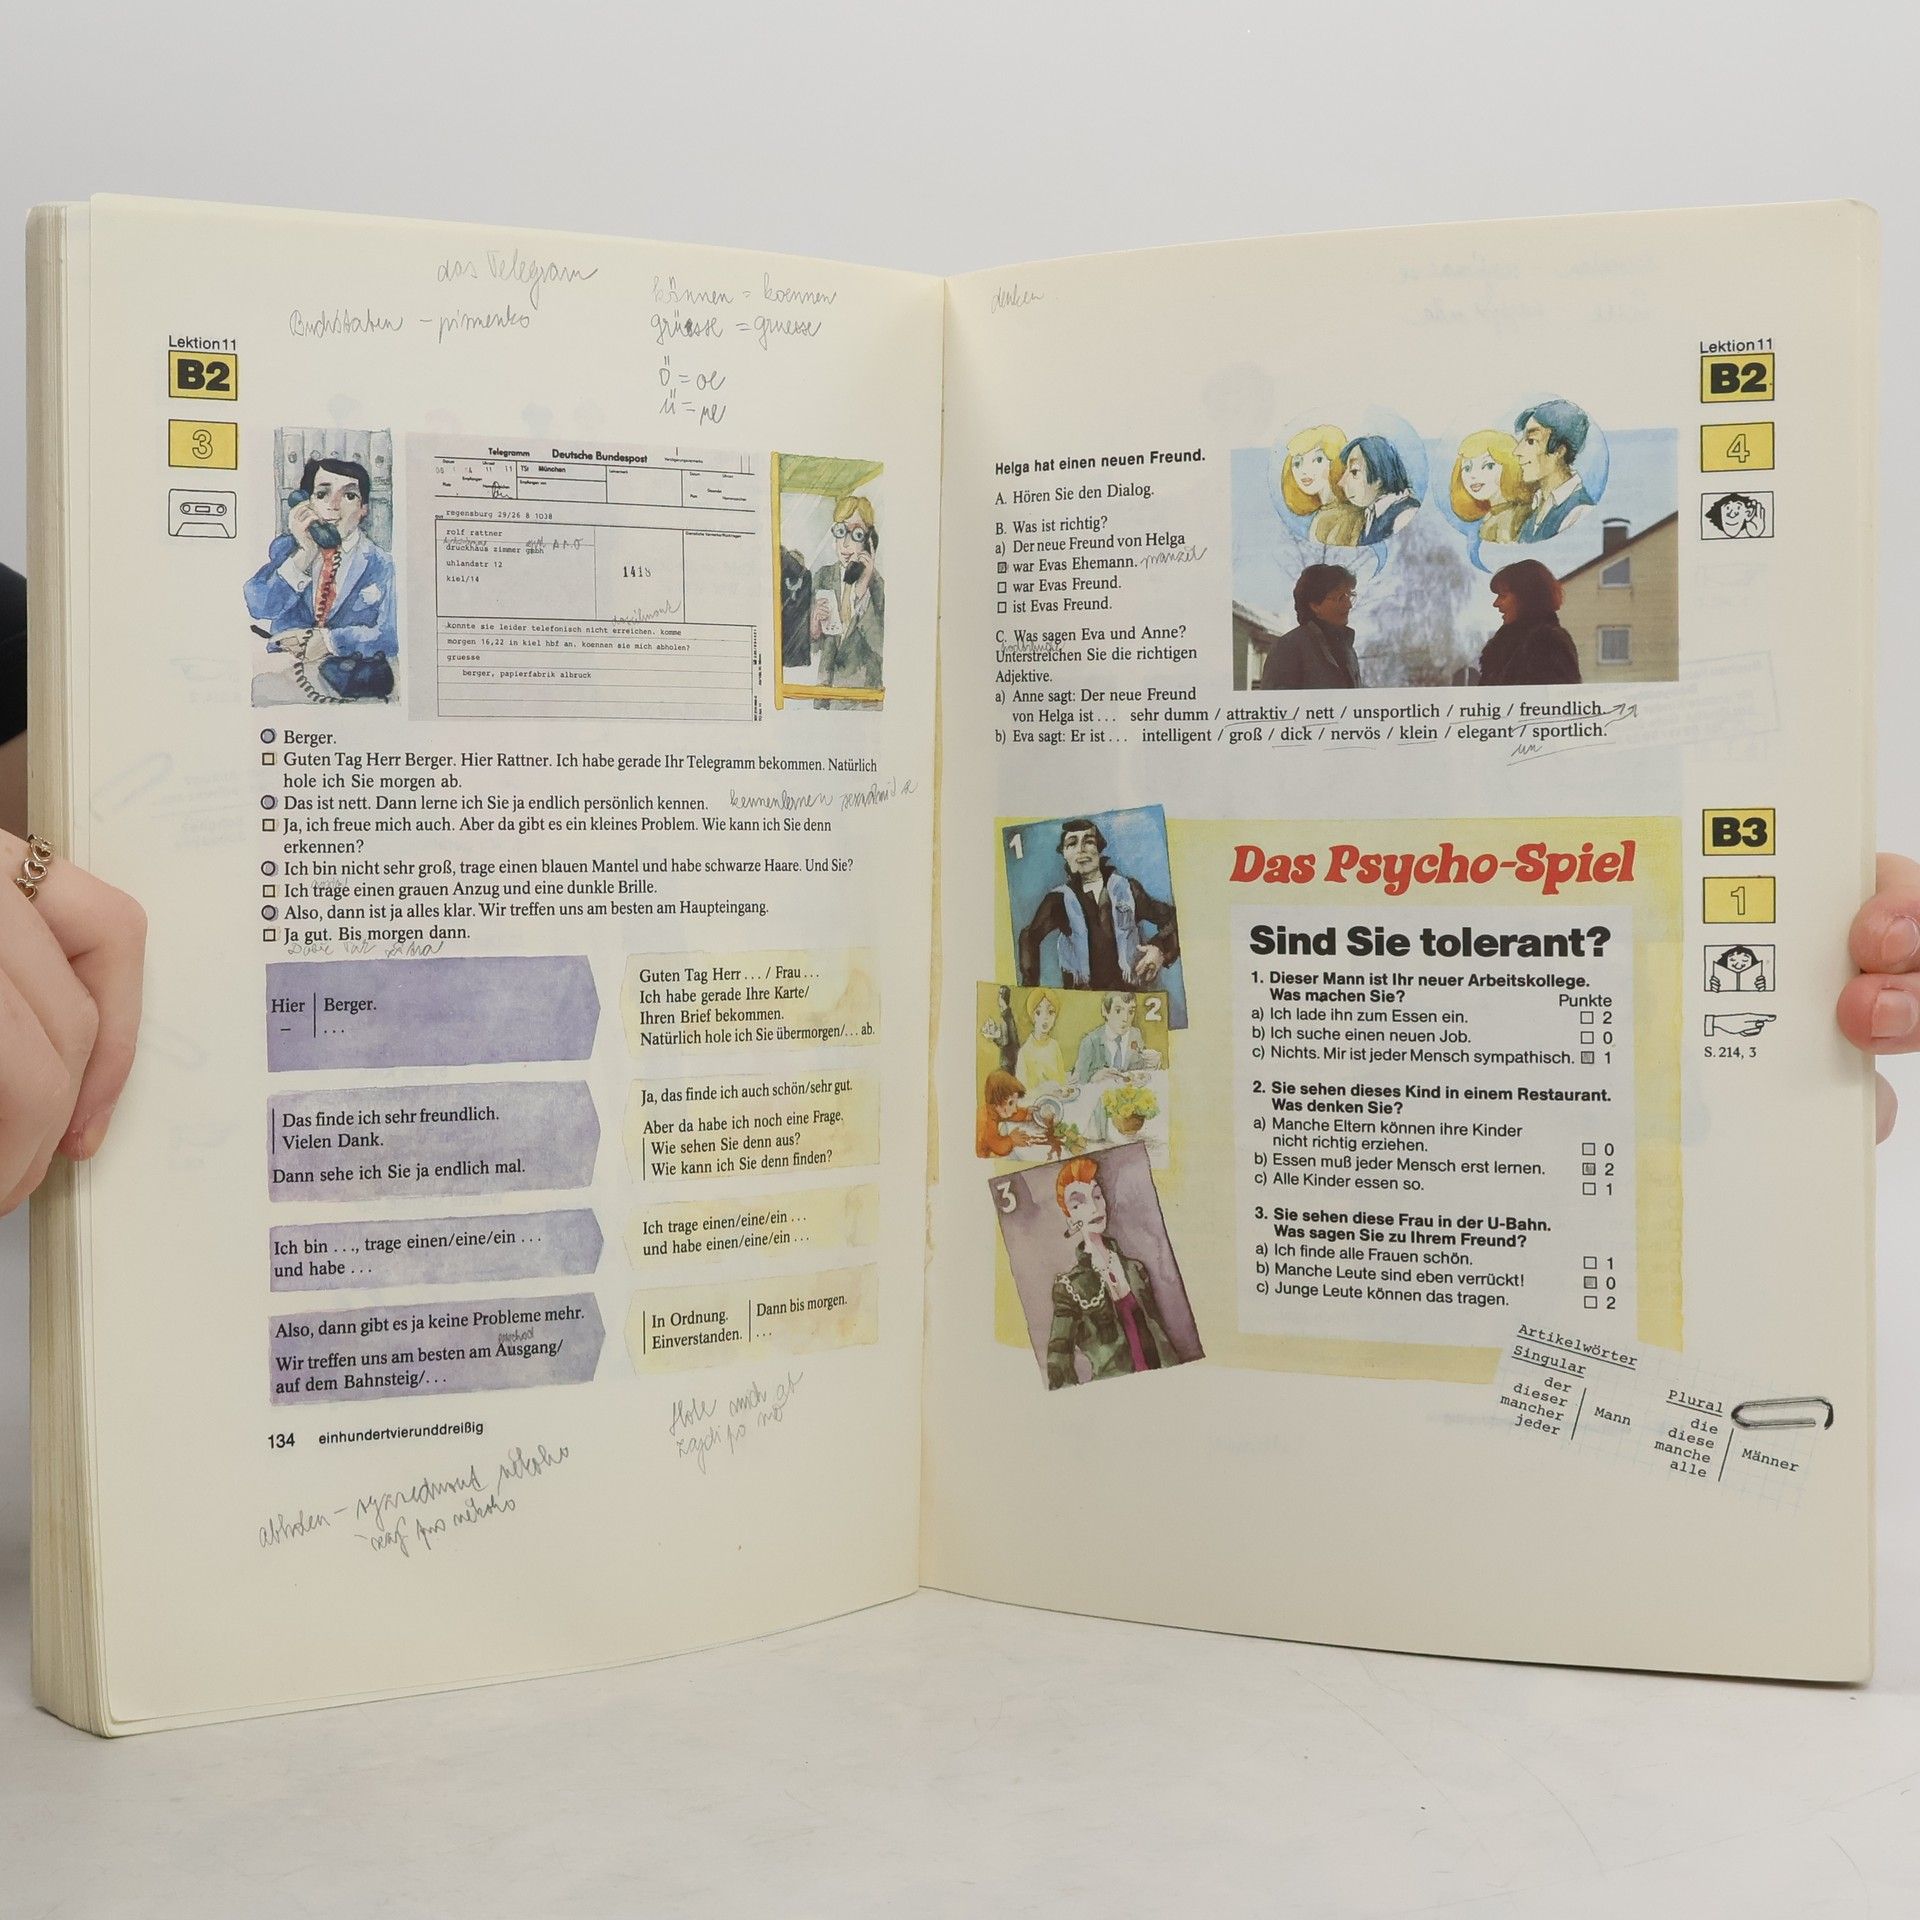 das Telegram
Buchstaben - písmenko
können = koennen
grüsse = gruesse
ö = oe
ü = ue
Lektion 11
B2
3
Telegramm Deutsche Bundespost
TSt München
regensburg 29/26 8 1038
rolf rattner
druckhaus zimmer gmbh
uhlandstr 12
kiel/14
1418
konnte sie leider telefonisch nicht erreichen. komme
morgen 16,22 in kiel hbf an. koennen sie mich abholen?
gruesse
berger, papierfabrik albruck
Berger.
Guten Tag Herr Berger. Hier Rattner. Ich habe gerade Ihr Telegramm bekommen. Natürlich
hole ich Sie morgen ab.
Das ist nett. Dann lerne ich Sie ja endlich persönlich kennen. kennenlernen
Ja, ich freue mich auch. Aber da gibt es ein kleines Problem. Wie kann ich Sie denn
erkennen?
Ich bin nicht sehr groß, trage einen blauen Mantel und habe schwarze Haare. Und Sie?
Ich trage einen grauen Anzug und eine dunkle Brille.
Also, dann ist ja alles klar. Wir treffen uns am besten am Haupteingang.
Ja gut. Bis morgen dann.
Hier Berger.
– ...
Guten Tag Herr ... / Frau ...
Ich habe gerade Ihre Karte/
Ihren Brief bekommen.
Natürlich hole ich Sie übermorgen/... ab.
Das finde ich sehr freundlich.
Vielen Dank.
Dann sehe ich Sie ja endlich mal.
Ja, das finde ich auch schön/sehr gut.
Aber da habe ich noch eine Frage.
Wie sehen Sie denn aus?
Wie kann ich Sie denn finden?
Ich bin ..., trage einen/eine/ein ...
und habe ...
Ich trage einen/eine/ein ...
und habe einen/eine/ein ...
Also, dann gibt es ja keine Probleme mehr.
Wir treffen uns am besten am Ausgang/
auf dem Bahnsteig/...
In Ordnung. Dann bis morgen.
Einverstanden. ...
Hole mich ab
134 einhundertvierunddreißig
abholen - někoho
někoho
denken
Lektion 11
B2
4
Helga hat einen neuen Freund.
A. Hören Sie den Dialog.
B. Was ist richtig?
a) Der neue Freund von Helga
war Evas Ehemann. manžel
war Evas Freund.
ist Evas Freund.
C. Was sagen Eva und Anne?
Unterstreichen Sie die richtigen
Adjektive.
a) Anne sagt: Der neue Freund
von Helga ist ... sehr dumm / attraktiv / nett / unsportlich / ruhig / freundlich.
b) Eva sagt: Er ist ... intelligent / groß / dick / nervös / klein / elegant / sportlich.
un
B3
1
S. 214, 3
1
2
3
Das Psycho-Spiel
Sind Sie tolerant?
1. Dieser Mann ist Ihr neuer Arbeitskollege.
Was machen Sie? Punkte
a) Ich lade ihn zum Essen ein. 2
b) Ich suche einen neuen Job. 0
c) Nichts. Mir ist jeder Mensch sympathisch. 1
2. Sie sehen dieses Kind in einem Restaurant.
Was denken Sie?
a) Manche Eltern können ihre Kinder
nicht richtig erziehen. 0
b) Essen muß jeder Mensch erst lernen. 2
c) Alle Kinder essen so. 1
3. Sie sehen diese Frau in der U-Bahn.
Was sagen Sie zu Ihrem Freund?
a) Ich finde alle Frauen schön. 1
b) Manche Leute sind eben verrückt! 0
c) Junge Leute können das tragen. 2
Artikelwörter
Singular
der
dieser
mancher
jeder
Mann
Plural
die
diese
manche
alle
Männer